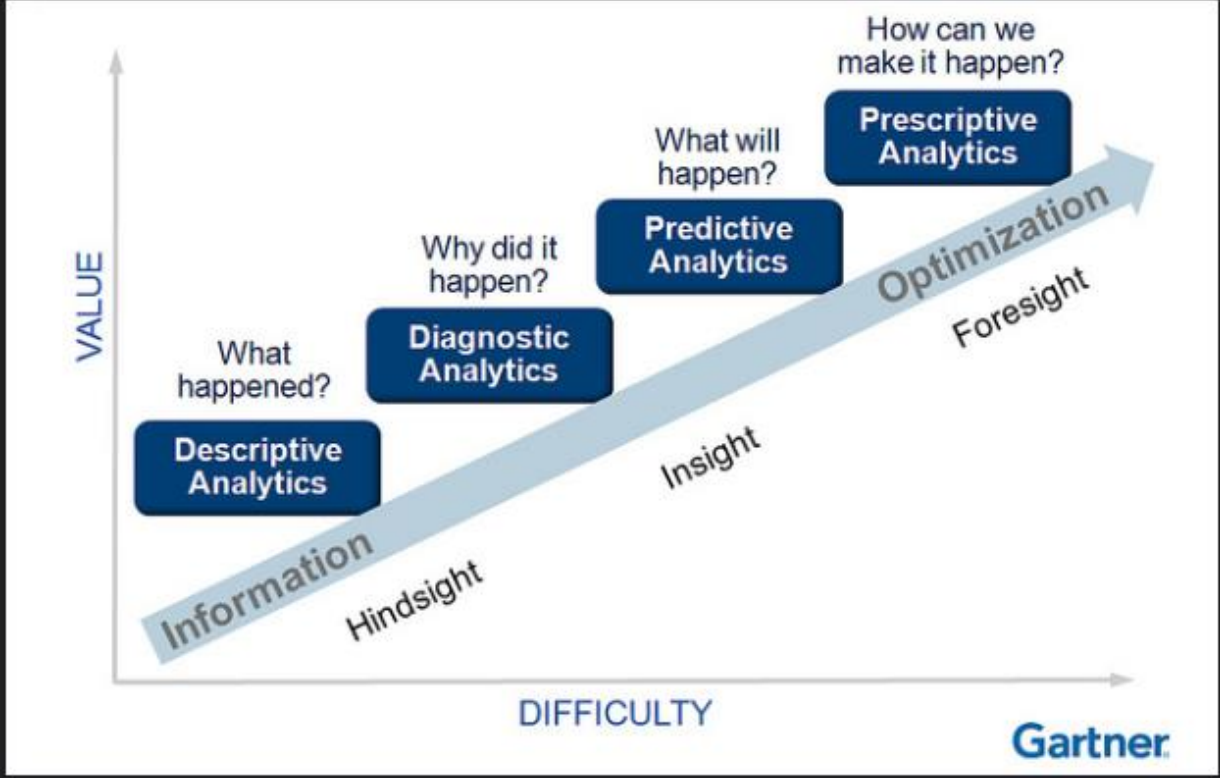 How can we
make it happen?
Prescriptive
Analytics
What will
happen?
Predictive
Analytics
Why did it
happen?
Diagnostic
Analytics
What
happened?
Descriptive
Analytics
VALUE
Information
Optimization
Hindsight
Insight
Foresight
DIFFICULTY
Gartner